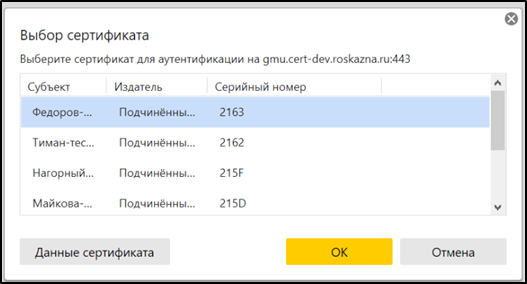 Выбор сертификата
Выберите сертификат для аутентификации на gmu.cert-dev.roskazna.ru:443
Субъект Издатель Серийный номер
Федоров-... Подчинённы... 2163
Тиман-тес... Подчинённы... 2162
Нагорный... Подчинённы... 215F
Майкова-... Подчинённы... 215D
Данные сертификата OK Отмена